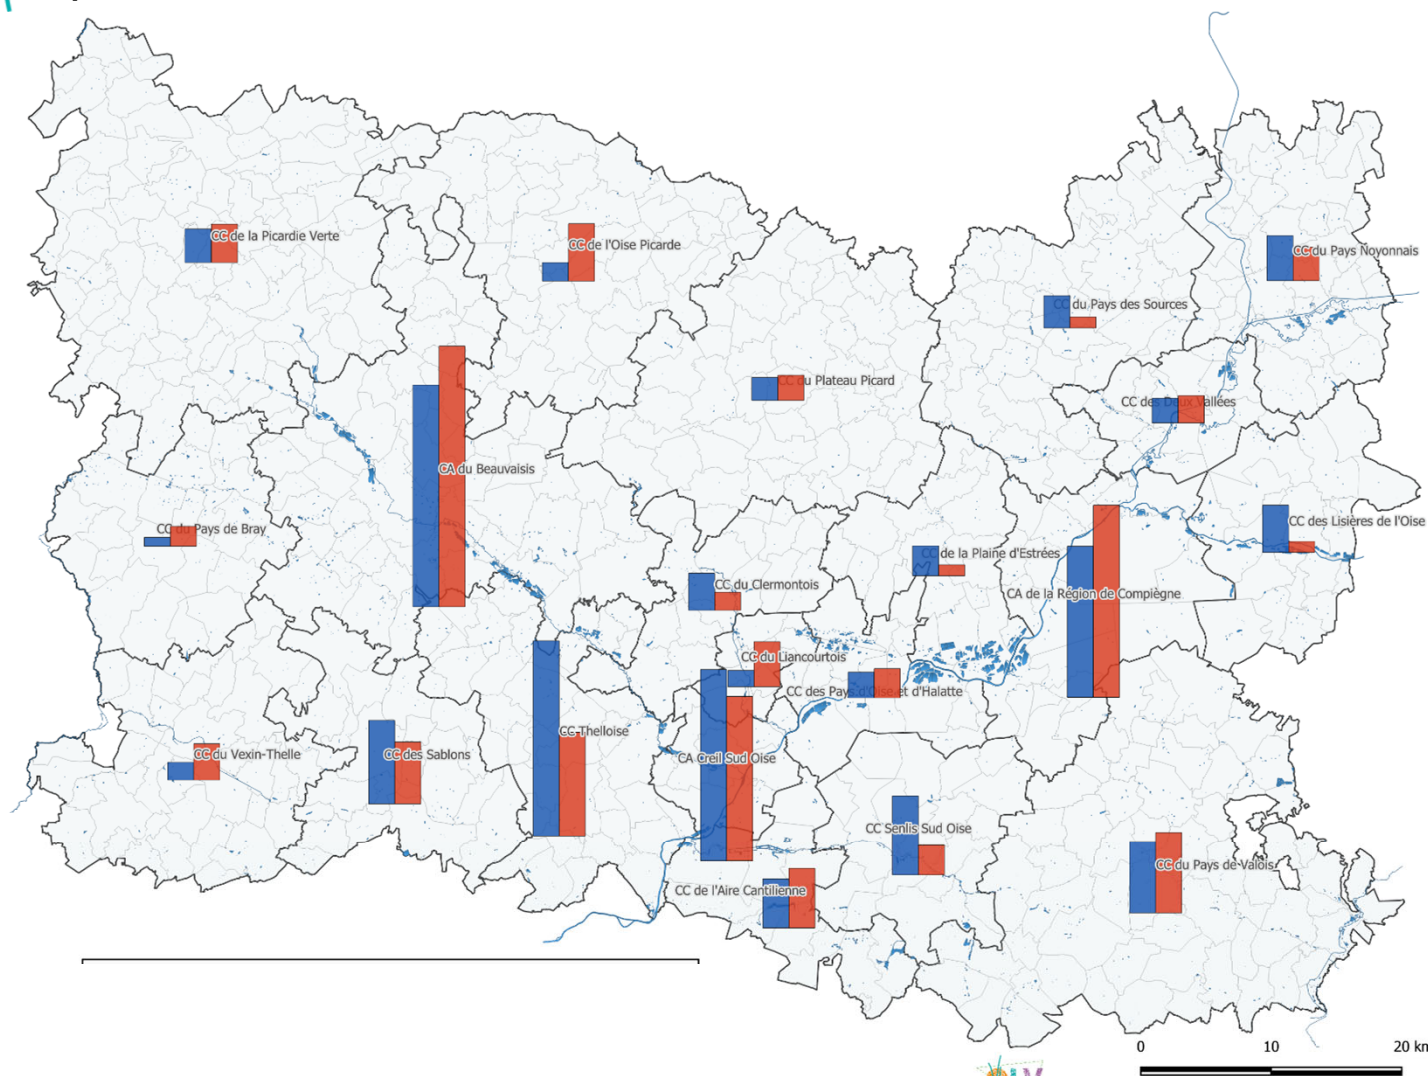 CC de la Picardie Verte
CC de l'Oise Picarde
CC du Pays Noyonnais
CC du Pays des Sources
CC du Plateau Picard
CC des Deux Vallées
CA du Beauvaisis
CC du Pays de Bray
CC des Lisières de l'Oise
CC de la Plaine d'Estrées
CC du Clermontois
CA de la Région de Compiègne
CC du Liancourtois
CC des Pays d'Oise et d'Halatte
CC Thelloise
CC du Vexin-Thelle
CC des Sablons
CA Creil Sud Oise
CC Senlis Sud Oise
CC du Pays de Valois
CC de l'Aire Cantilienne
0 10 20 km